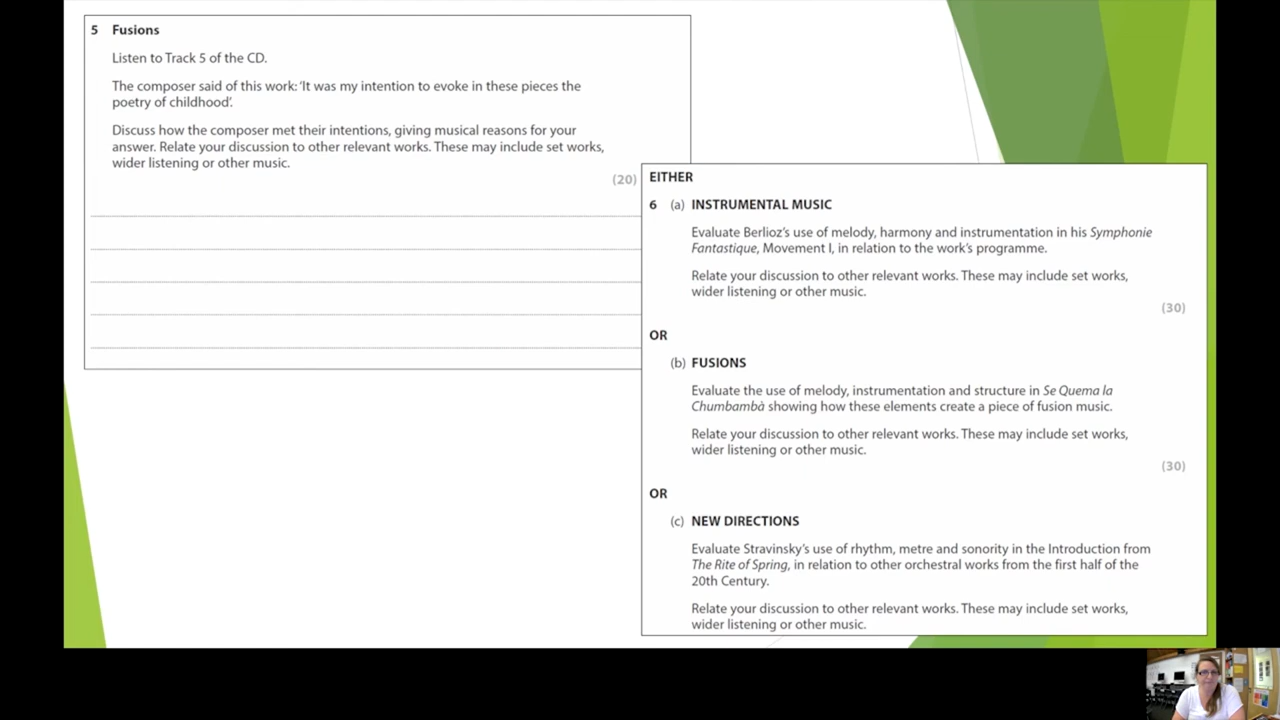 5 Fusions
Listen to Track 5 of the CD.
The composer said of this work: ‘It was my intention to evoke in these pieces the
poetry of childhood’.
Discuss how the composer met their intentions, giving musical reasons for your
answer. Relate your discussion to other relevant works. These may include set works,
wider listening or other music.
(20)
EITHER
6 (a) INSTRUMENTAL MUSIC
Evaluate Berlioz’s use of melody, harmony and instrumentation in his Symphonie
Fantastique, Movement I, in relation to the work’s programme.
Relate your discussion to other relevant works. These may include set works,
wider listening or other music.
(30)
OR
(b) FUSIONS
Evaluate the use of melody, instrumentation and structure in Se Quema la
Chumbambà showing how these elements create a piece of fusion music.
Relate your discussion to other relevant works. These may include set works,
wider listening or other music.
(30)
OR
(c) NEW DIRECTIONS
Evaluate Stravinsky’s use of rhythm, metre and sonority in the Introduction from
The Rite of Spring, in relation to other orchestral works from the first half of the
20th Century.
Relate your discussion to other relevant works. These may include set works,
wider listening or other music.